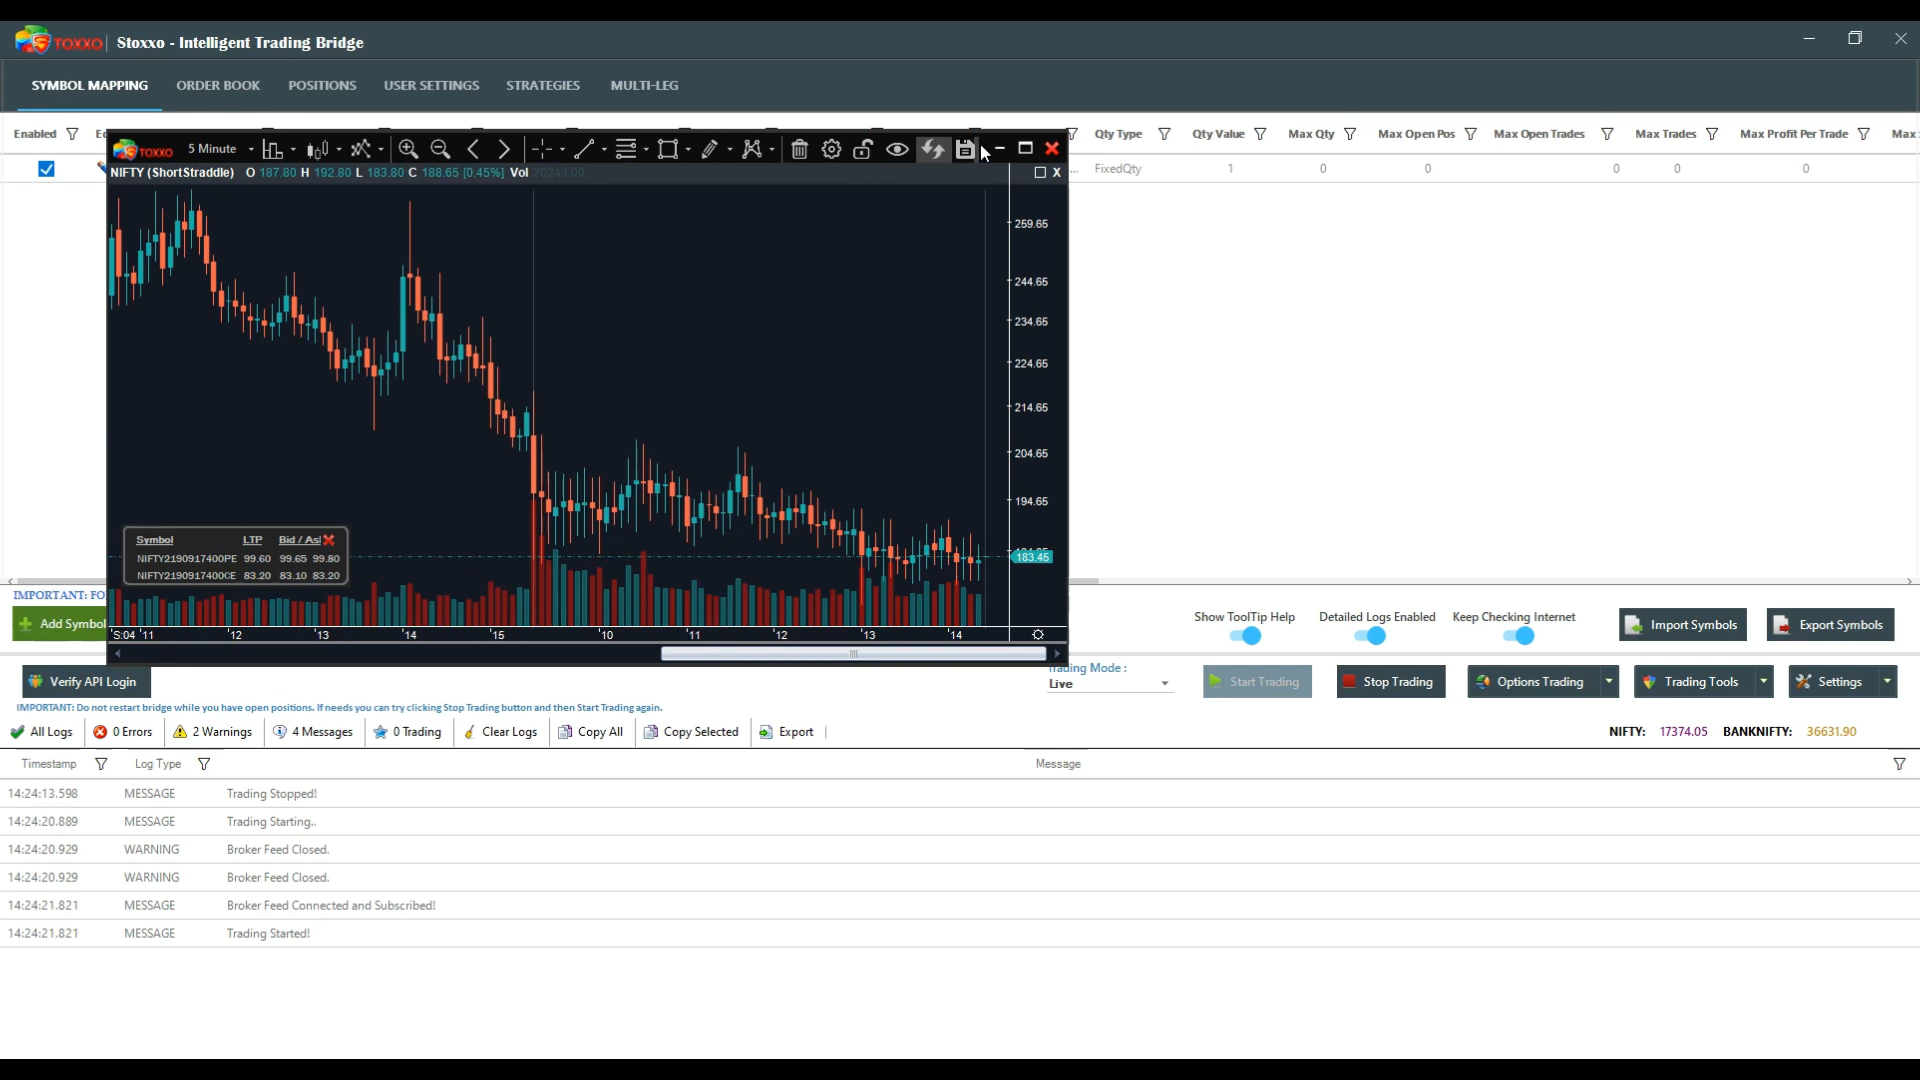 TOXXO Stoxxo - Intelligent Trading Bridge
SYMBOL MAPPING ORDER BOOK POSITIONS USER SETTINGS STRATEGIES MULTI-LEG
Enabled Qty Type Qty Value Max Qty Max Open Pos Max Open Trades Max Trades Max Profit Per Trade Max
FixedQty 1 0 0 0 0 0
TOXXO 5 Minute
NIFTY (ShortStraddle) O 187.80 H 192.80 L 183.80 C 188.65 [0.45%] Vol 20243.00
259.65
244.65
234.65
224.65
214.65
204.65
194.65
183.45
Symbol LTP Bid / As
NIFTY2190917400PE 99.60 99.65 99.80
NIFTY2190917400CE 83.20 83.10 83.20
'S:04 '11 '12 '13 '14 '15 '10 '11 '12 '13 '14
IMPORTANT: FO
Add Symbol
Show ToolTip Help Detailed Logs Enabled Keep Checking Internet Import Symbols Export Symbols
Verify API Login
Trading Mode :
Live Start Trading Stop Trading Options Trading Trading Tools Settings
IMPORTANT: Do not restart bridge while you have open positions. If needs you can try clicking Stop Trading button and then Start Trading again.
All Logs 0 Errors 2 Warnings 4 Messages 0 Trading Clear Logs Copy All Copy Selected Export NIFTY: 17374.05 BANKNIFTY: 36631.90
Timestamp Log Type Message
14:24:13.598 MESSAGE Trading Stopped!
14:24:20.889 MESSAGE Trading Starting..
14:24:20.929 WARNING Broker Feed Closed.
14:24:20.929 WARNING Broker Feed Closed.
14:24:21.821 MESSAGE Broker Feed Connected and Subscribed!
14:24:21.821 MESSAGE Trading Started!